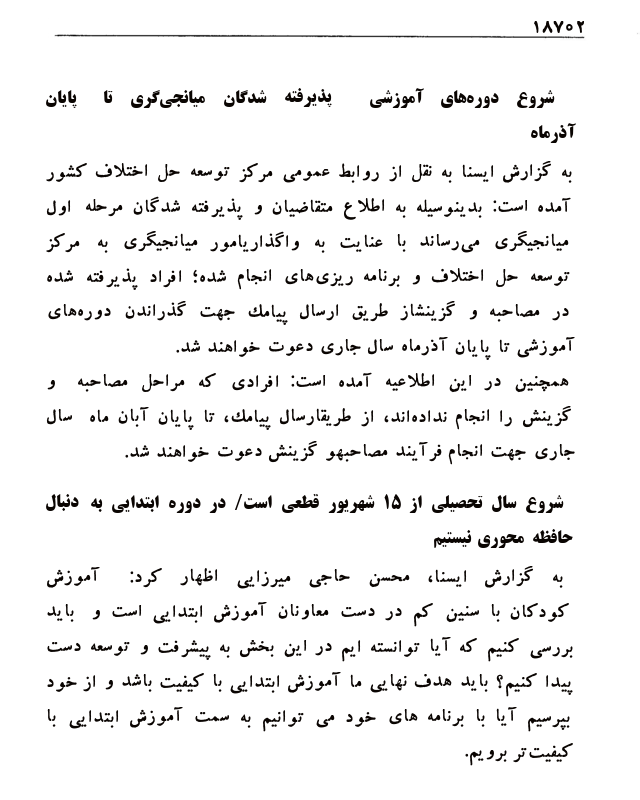 ۱۸۷۰۲
شروع دوره‌های آموزشی پذیرفته شدگان میانجی‌گری تا پایان
آذرماه
به گزارش ایسنا به نقل از روابط عمومی مرکز توسعه حل اختلاف کشور
آمده است: بدینوسیله به اطلاع متقاضیان و پذیرفته شدگان مرحله اول
میانجیگری می‌رساند با عنایت به واگذاریامور میانجیگری به مرکز
توسعه حل اختلاف و برنامه ریزی‌های انجام شده؛ افراد پذیرفته شده
در مصاحبه و گزینشاز طریق ارسال پیامك جهت گذراندن دوره‌های
آموزشی تا پایان آذرماه سال جاری دعوت خواهند شد.
همچنین در این اطلاعیه آمده است: افرادی که مراحل مصاحبه و
گزینش را انجام نداده‌اند، از طریقارسال پیامك، تا پایان آبان ماه سال
جاری جهت انجام فرآیند مصاحبهو گزینش دعوت خواهند شد.
شروع سال تحصیلی از ۱۵ شهریور قطعی است/ در دوره ابتدایی به دنبال
حافظه محوری نیستیم
به گزارش ایسنا، محسن حاجی میرزایی اظهار کرد: آموزش
کودکان با سنین کم در دست معاونان آموزش ابتدایی است و باید
بررسی کنیم که آیا توانسته ایم در این بخش به پیشرفت و توسعه دست
پیدا کنیم؟ باید هدف نهایی ما آموزش ابتدایی با کیفیت باشد و از خود
بپرسیم آیا با برنامه های خود می توانیم به سمت آموزش ابتدایی با
کیفیت‌تر برویم.